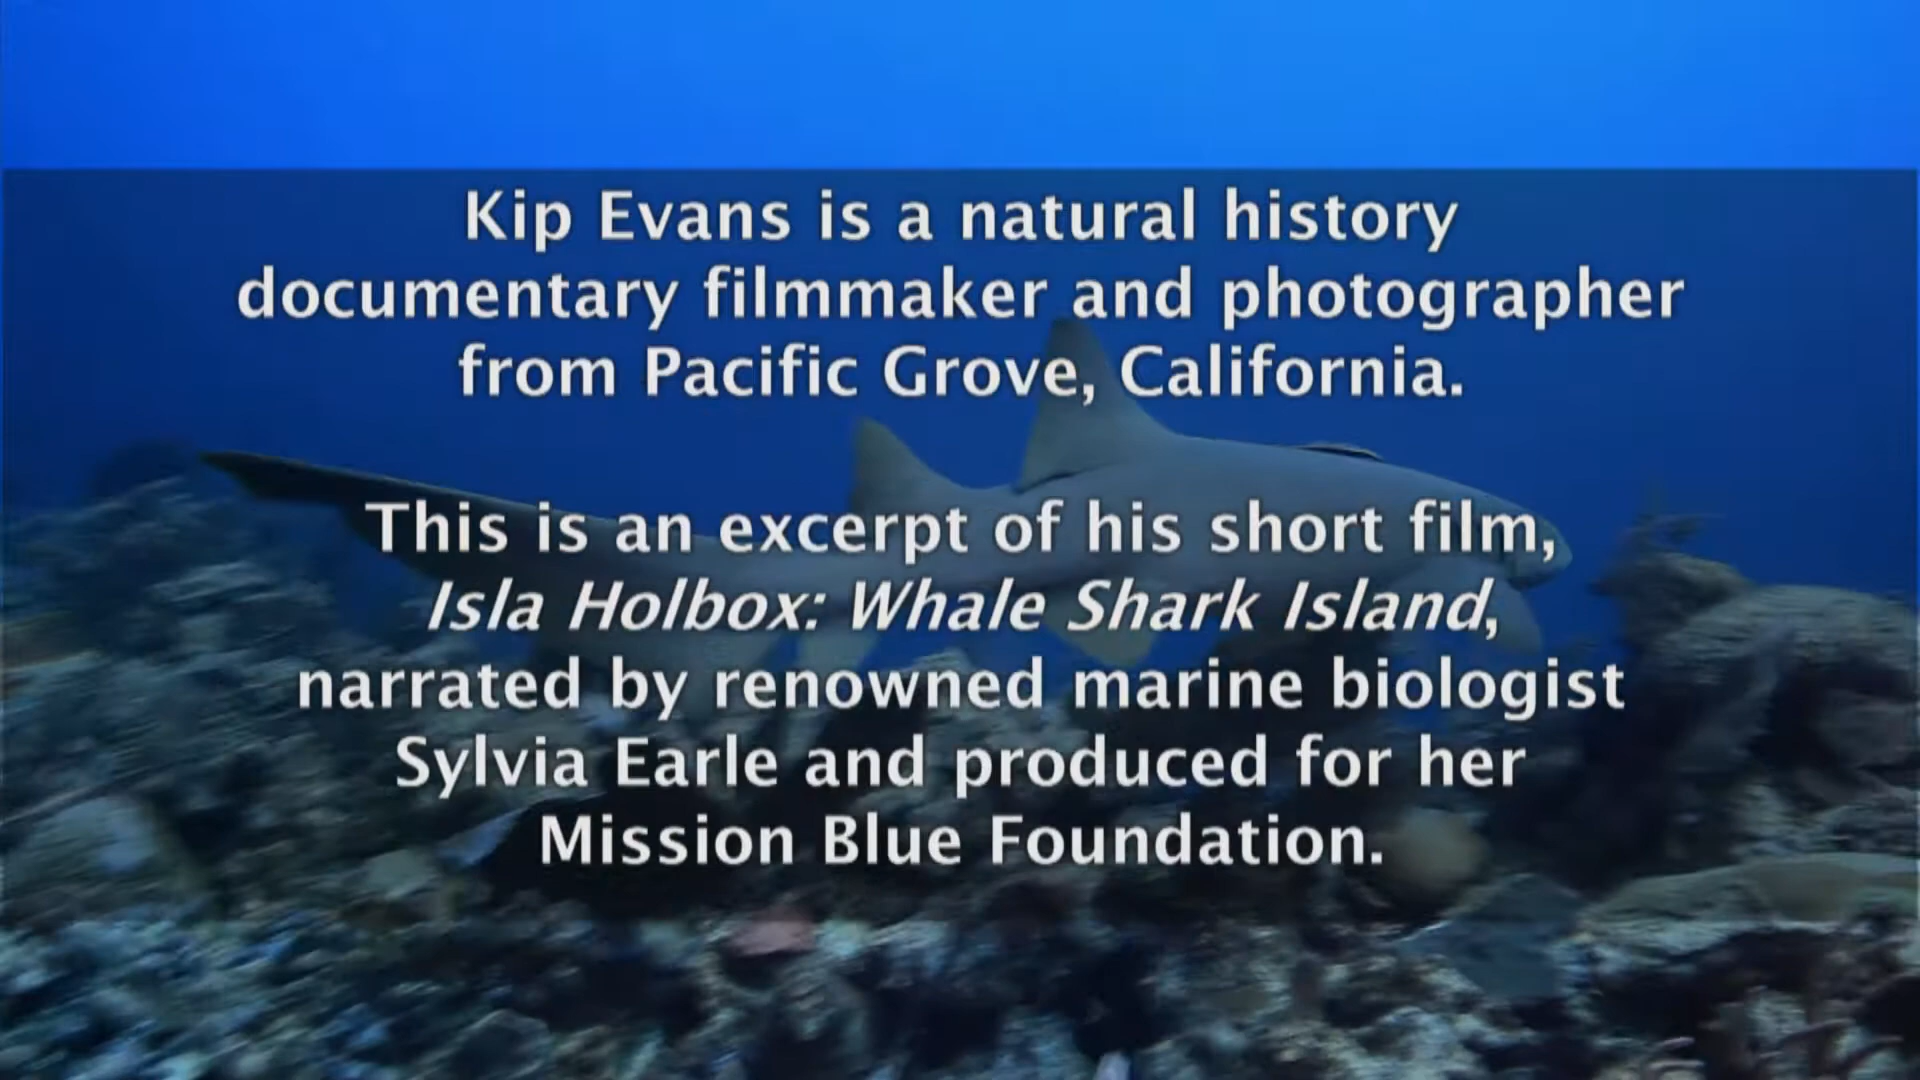 Kip Evans is a natural history
documentary filmmaker and photographer
from Pacific Grove, California.
This is an excerpt of his short film,
Isla Holbox: Whale Shark Island,
narrated by renowned marine biologist
Sylvia Earle and produced for her
Mission Blue Foundation.